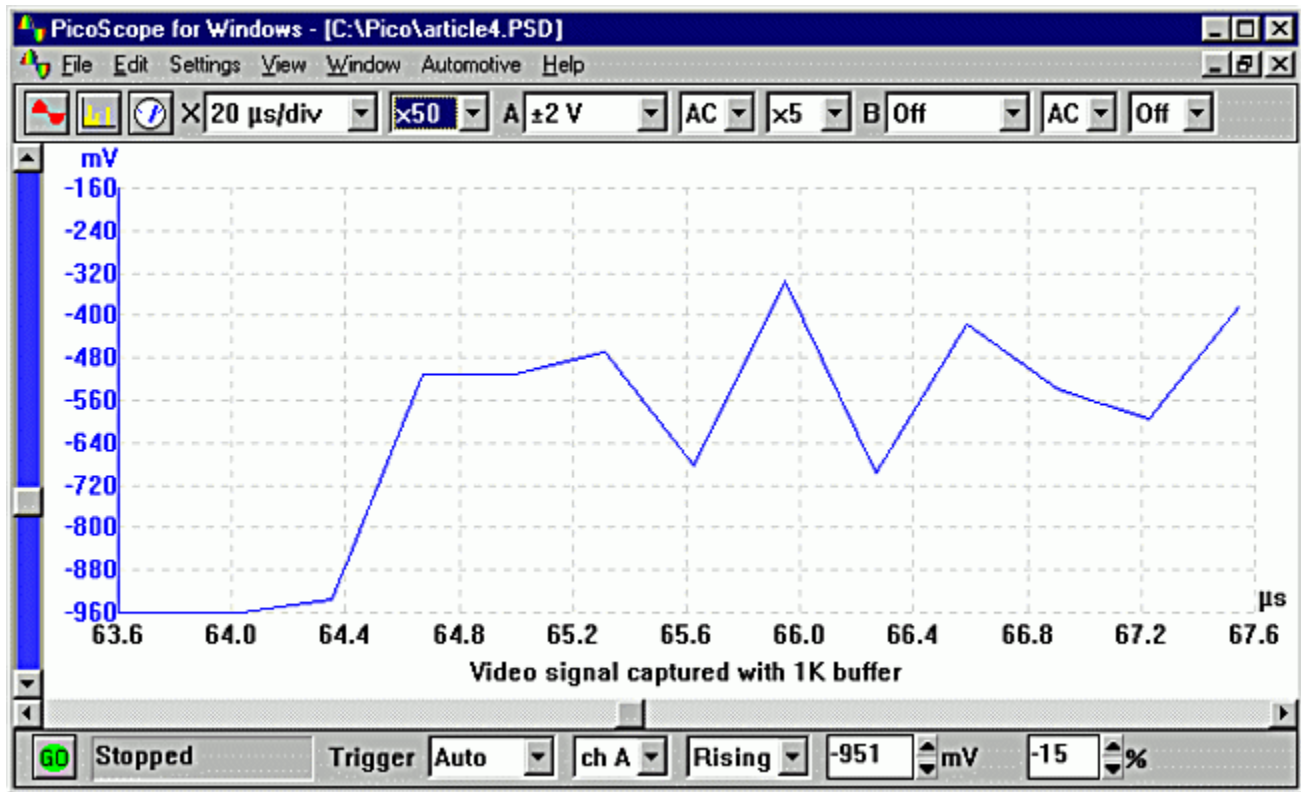 PicoScope for Windows - [C:\Pico\article4.PSD]
File Edit Settings View Window Automotive Help
X 20 µs/div x50 A ±2 V AC x5 B Off AC Off
mV
-160
-240
-320
-400
-480
-560
-640
-720
-800
-880
-960
µs
63.6 64.0 64.4 64.8 65.2 65.6 66.0 66.4 66.8 67.2 67.6
Video signal captured with 1K buffer
GO Stopped Trigger Auto ch A Rising -951 mV -15 %